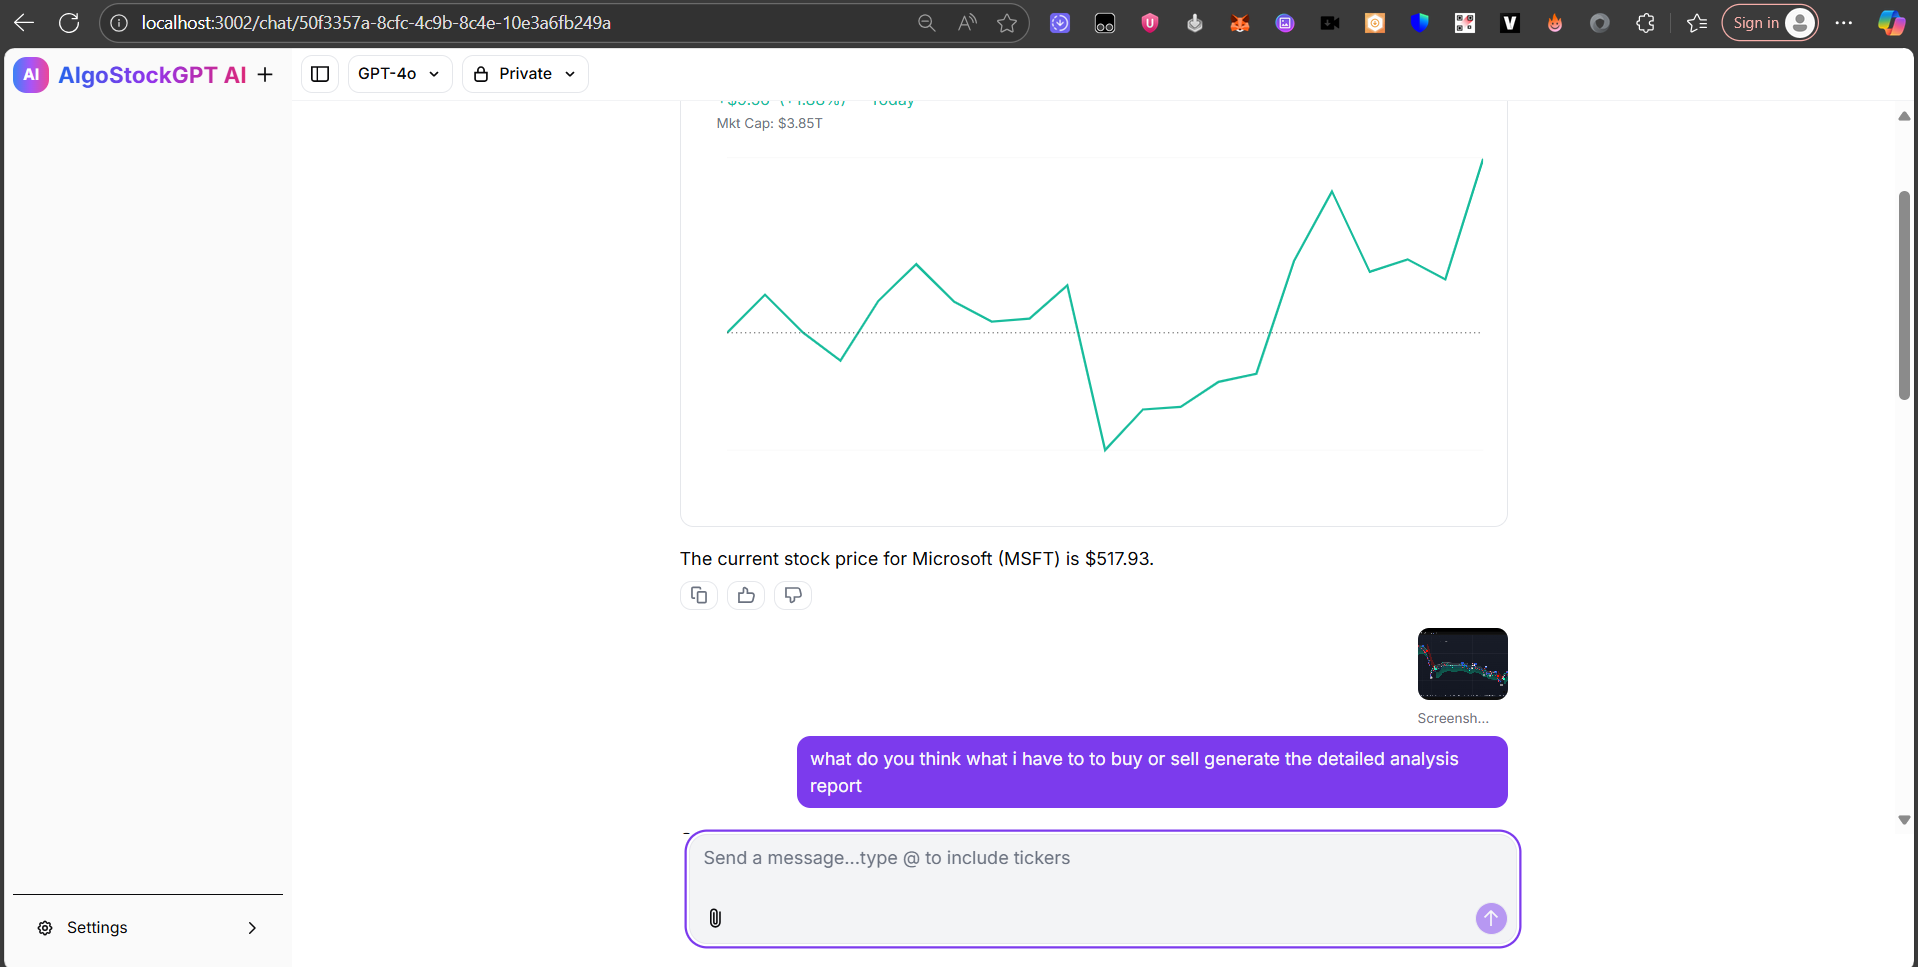 localhost:3002/chat/50f3357a-8cfc-4c9b-8c4e-10e3a6fb249a
Sign in
AI AlgoStockGPT AI
GPT-4o
Private
Today
Mkt Cap: $3.85T
The current stock price for Microsoft (MSFT) is $517.93.
Screensh...
what do you think what i have to to buy or sell generate the detailed analysis
report
Send a message...type @ to include tickers
Settings